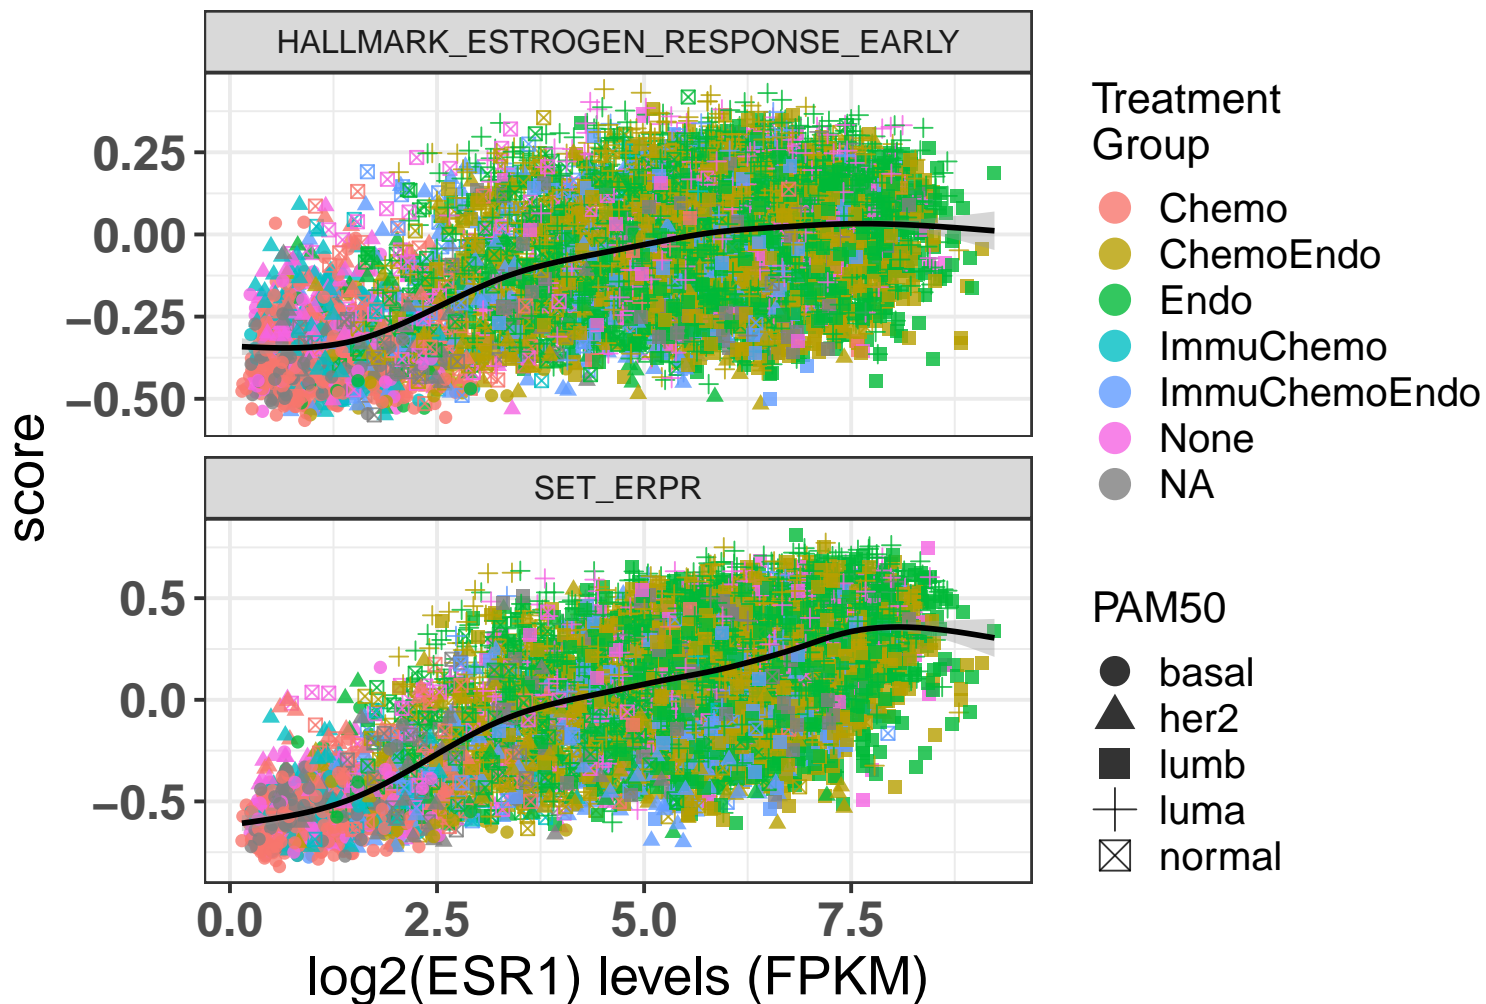 HALLMARK_ESTROGEN_RESPONSE_EARLY
0.25
0.00
−0.25
−0.50
SET_ERPR
0.5
0.0
−0.5
0.0 2.5 5.0 7.5
log2(ESR1) levels (FPKM)
score
Treatment
Group
Chemo
ChemoEndo
Endo
ImmuChemo
ImmuChemoEndo
None
NA
PAM50
basal
her2
lumb
luma
normal